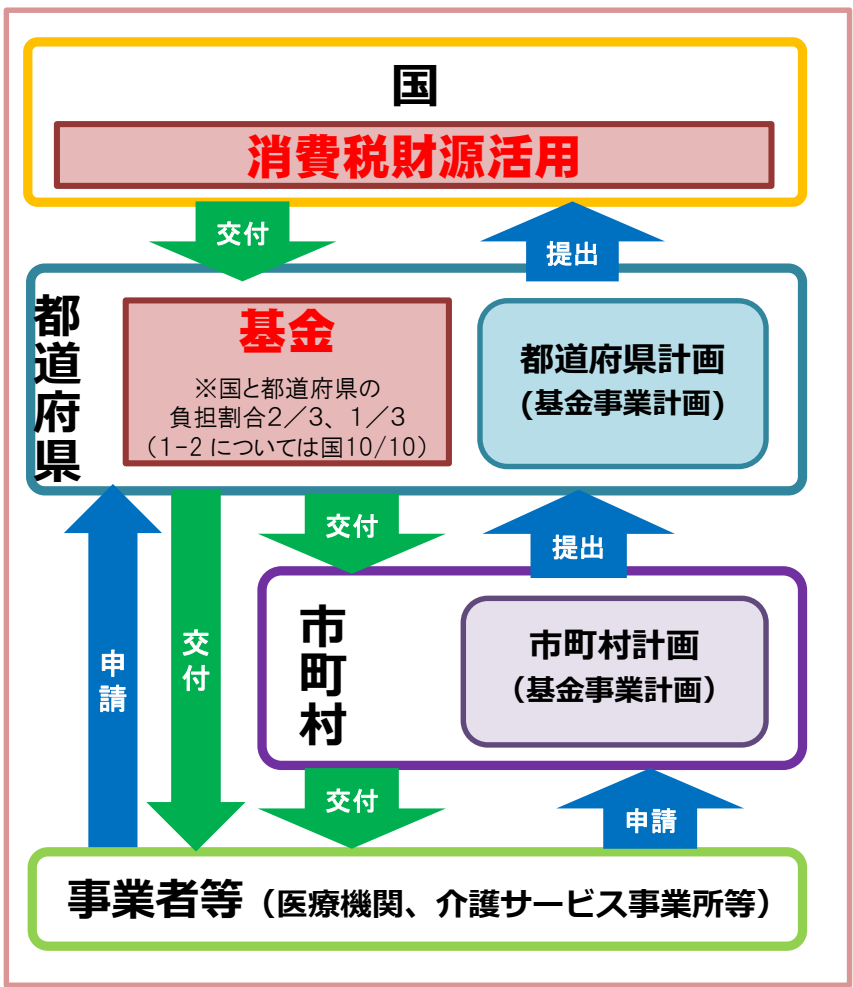 国
消費税財源活用
交付
提出
都道府県
基金
※国と都道府県の
負担割合2／3、1／3
（1-2 については国10/10）
都道府県計画
(基金事業計画)
交付
提出
申請
交付
市町村
市町村計画
（基金事業計画）
交付
申請
事業者等（医療機関、介護サービス事業所等）